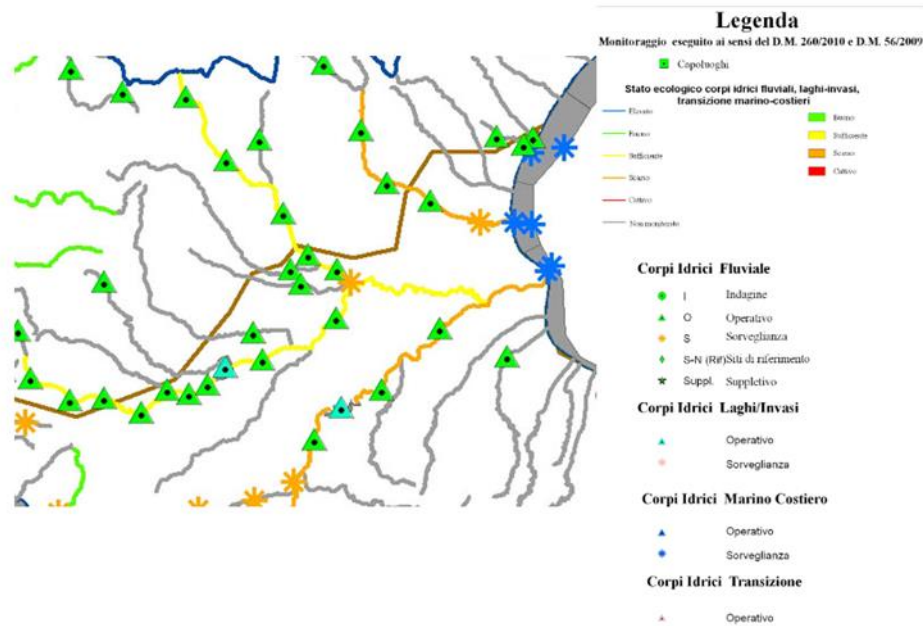 Legenda
Monitoraggio eseguito ai sensi del D.M. 260/2010 e D.M. 56/2009
Capoluoghi
Stato ecologico corpi idrici fluviali, laghi-invasi,
transizione marino-costieri
Elevato
Buono
Sufficiente
Scarso
Cattivo
Non monitorato
Buono
Sufficiente
Scarso
Cattivo
Corpi Idrici Fluviale
I Indagine
O Operativo
S Sorveglianza
S-N (Rif) Siti di riferimento
Suppl. Suppletivo
Corpi Idrici Laghi/Invasi
Operativo
Sorveglianza
Corpi Idrici Marino Costiero
Operativo
Sorveglianza
Corpi Idrici Transizione
Operativo